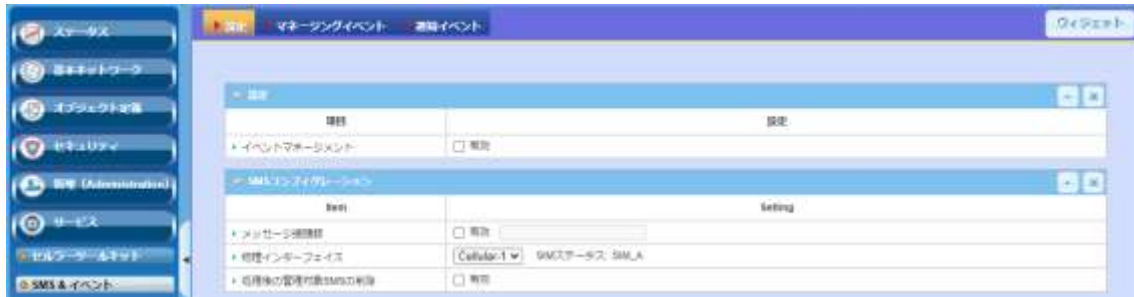 ステータス
基本ネットワーク
オブジェクト定義
セキュリティ
管理 (Administration)
サービス
セルラーツールキット
SMS & イベント
設定 マネージングイベント 通知イベント
ウィジェット
設定
項目 設定
イベントマネージメント 有効
SMSコンフィグレーション
Item Setting
有効
処理インターフェイス Cellular-1 SIMステータス: SIM_A
処理後の管理対象SMSの削除 有効